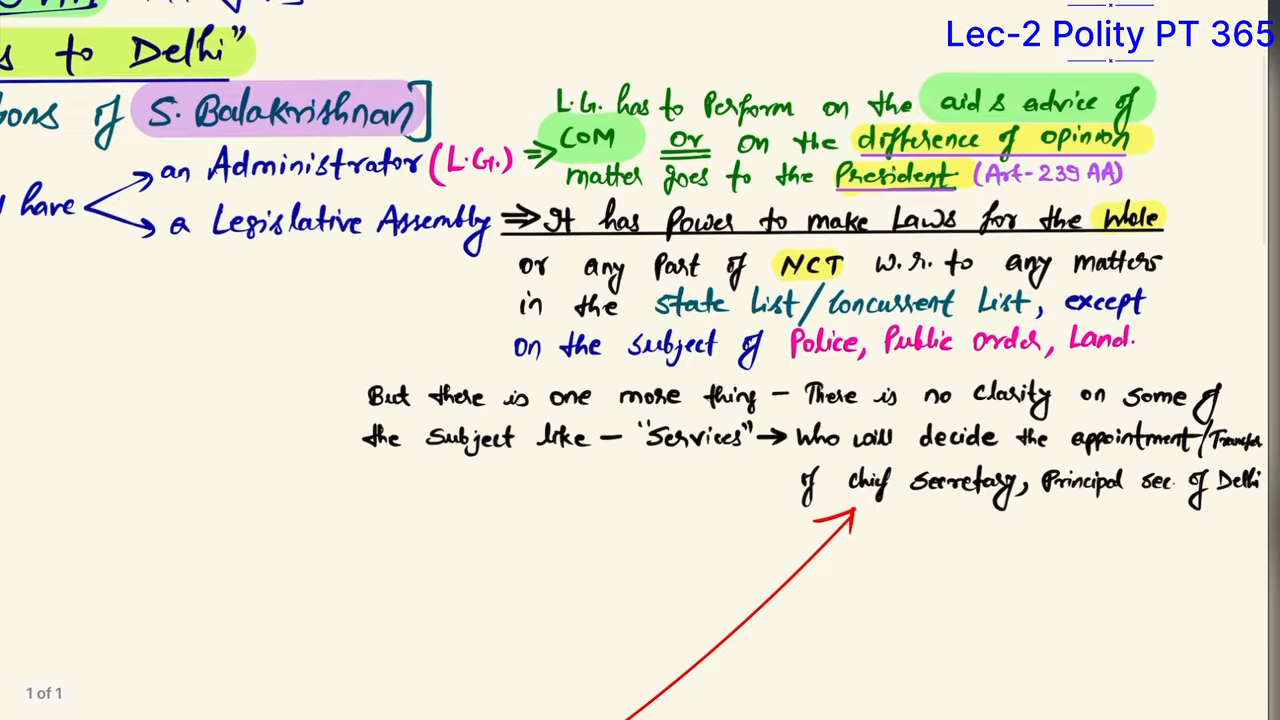 Lec-2 Polity PT 365
s to Delhi"
ons of S. Balakrishnan]
L.G. has to Perform on the aid & advice of
COM OR on the difference of opinion
matter goes to the President (Art-239 AA)
an Administrator (L.G.) ⇒
have
a Legislative Assembly ⇒ It has Power to make Laws for the whole
or any Part of NCT w.r. to any matters
in the State List/Concurrent List, except
on the subject of Police, Public order, Land.
But there is one more thing – There is no Clarity on some of
the subject like – "Services" → Who will decide the appointment/Transfer
of chief secretary, Principal sec. of Delhi
1 of 1